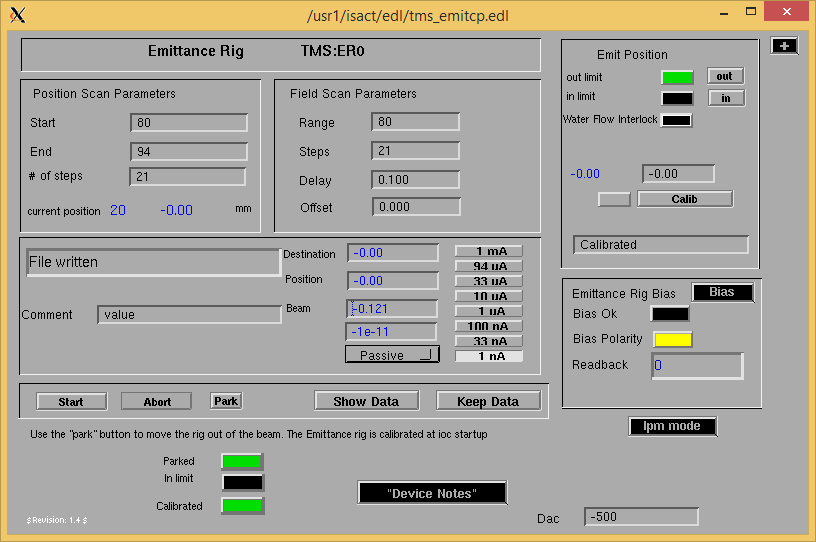 X /usr1/isact/edl/tms_emitcp.edl
Emittance Rig TMS:ER0
+
Position Scan Parameters
Start 80
End 94
# of steps 21
current position 20 -0.00 mm
Field Scan Parameters
Range 80
Steps 21
Delay 0.100
Offset 0.000
Emit Position
out limit out
in limit in
Water Flow Interlock
-0.00 -0.00
Calib
Calibrated
File written
Comment value
Destination -0.00
Position -0.00
Beam -0.121
-1e-11
Passive
1 mA
94 uA
33 uA
10 uA
1 uA
100 nA
33 nA
1 nA
Emittance Rig Bias Bias
Bias Ok
Bias Polarity
Readback 0
Start Abort Park Show Data Keep Data
Ipm mode
Use the "park" button to move the rig out of the beam. The Emittance rig is calibrated at ioc startup
Parked
In limit
Calibrated
"Device Notes"
Dac -500
$Revision: 1.4 $